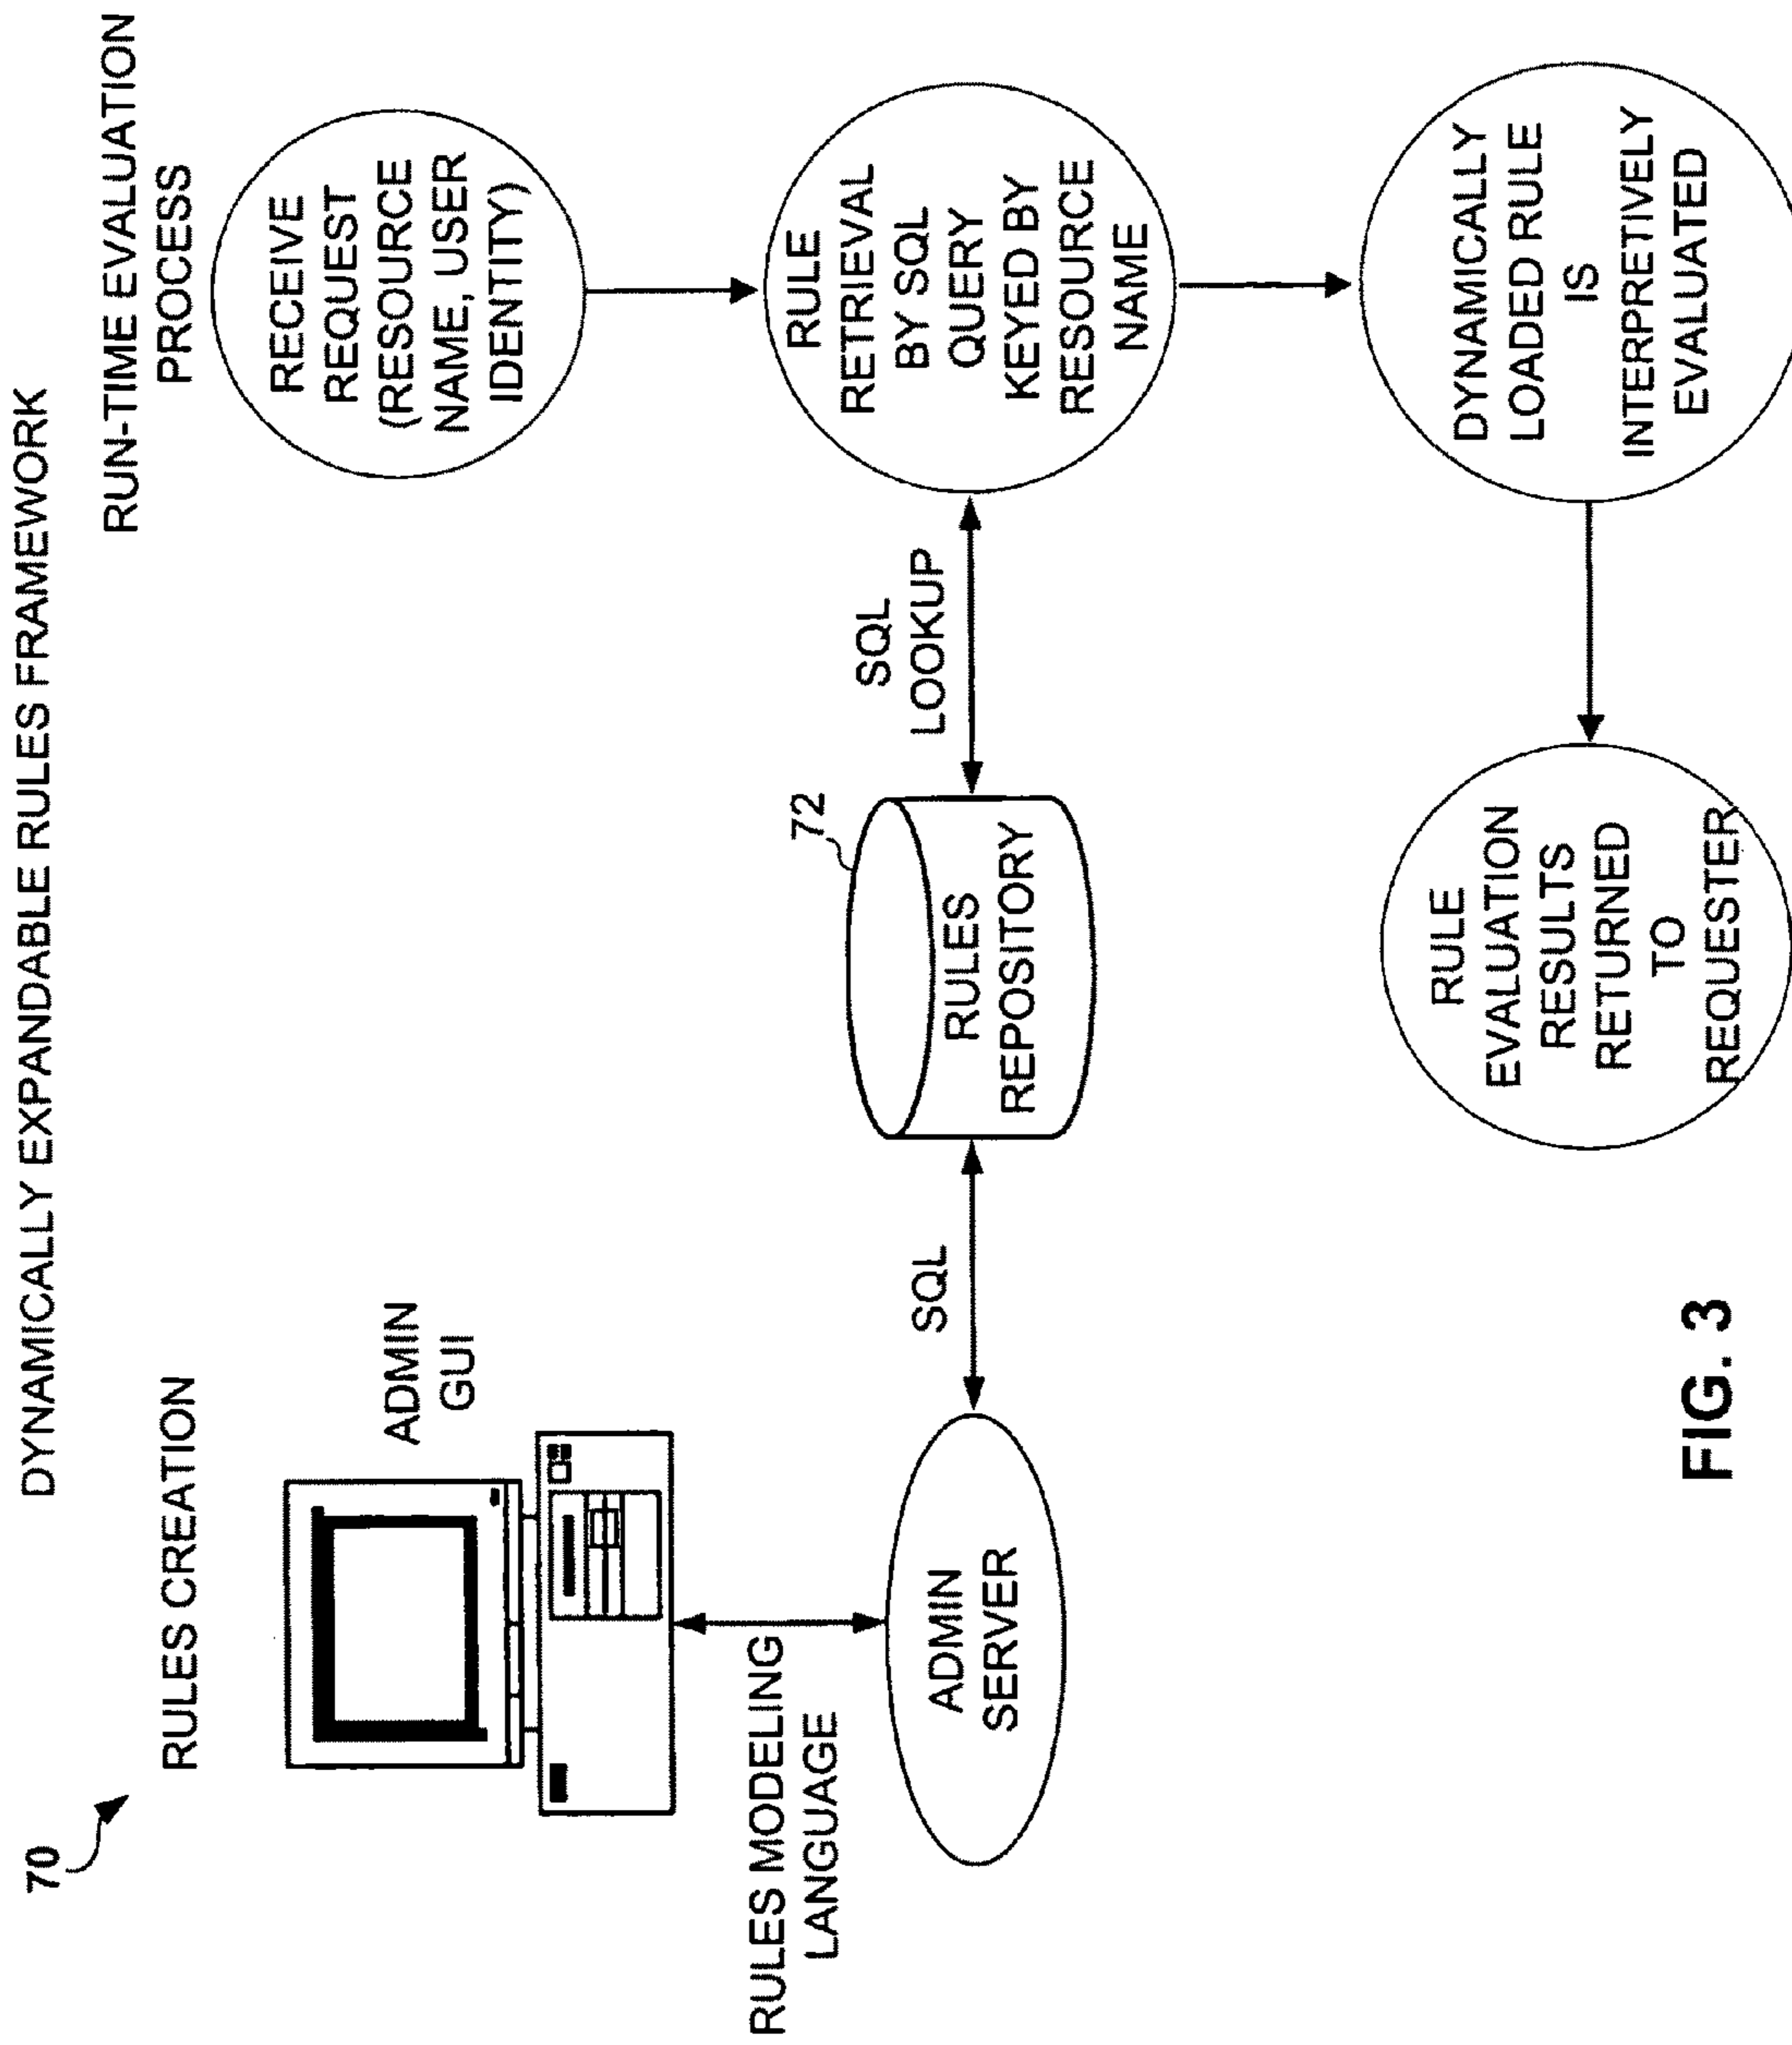 DYNAMICALLY EXPANDABLE RULES FRAMEWORK
70
RULES CREATION
RUN-TIME EVALUATION
PROCESS
ADMIN
GUI
RECEIVE
REQUEST
(RESOURCE
NAME, USER
IDENTITY)
RULES MODELING
LANGUAGE
ADMIN
SERVER
SQL
72
RULES
REPOSITORY
SQL
LOOKUP
RULE
RETRIEVAL
BY SQL
QUERY
KEYED BY
RESOURCE
NAME
DYNAMICALLY
LOADED RULE
IS
INTERPRETIVELY
EVALUATED
RULE
EVALUATION
RESULTS
RETURNED
TO
REQUESTER
FIG. 3